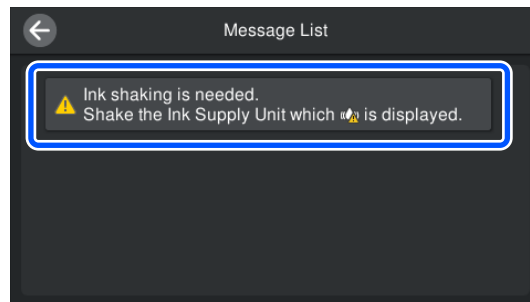 Message List
Ink shaking is needed.
Shake the Ink Supply Unit which is displayed.